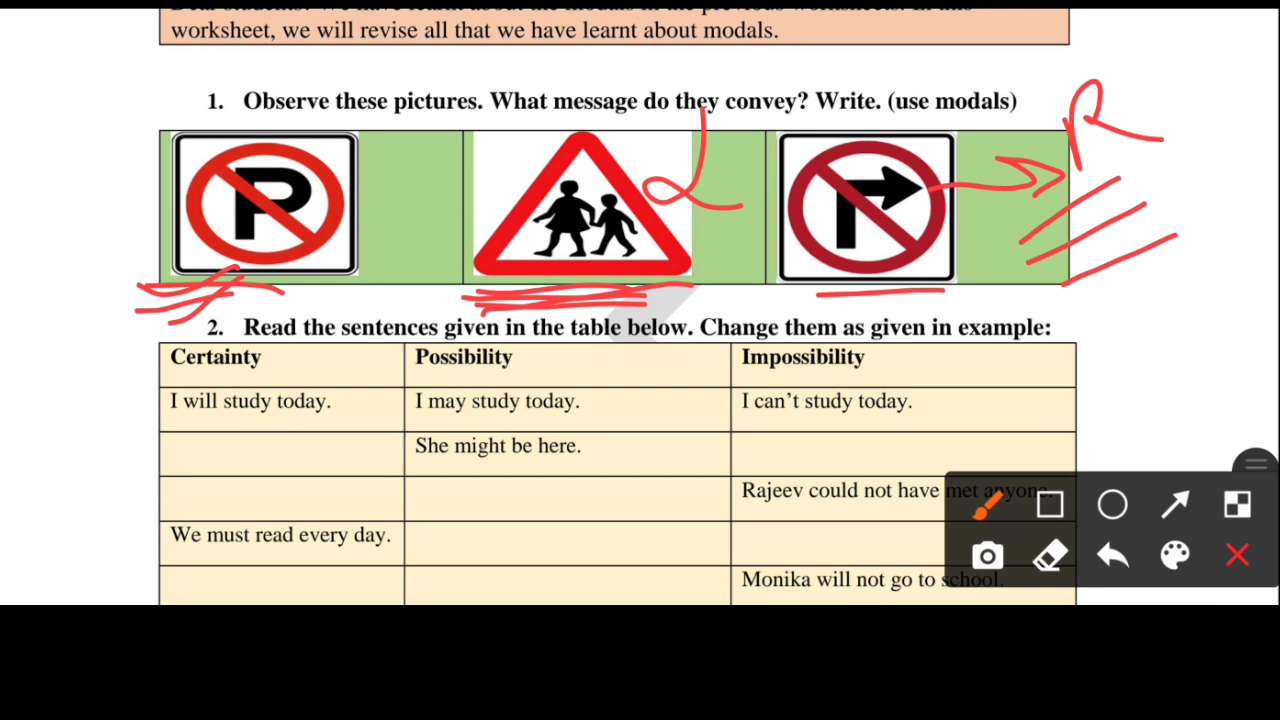 worksheet, we will revise all that we have learnt about modals.
1. Observe these pictures. What message do they convey? Write. (use modals)
P
R
2. Read the sentences given in the table below. Change them as given in example:
Certainty Possibility Impossibility
I will study today. I may study today. I can't study today.
She might be here.
Rajeev could not have met anyone.
We must read every day.
Monika will not go to school.